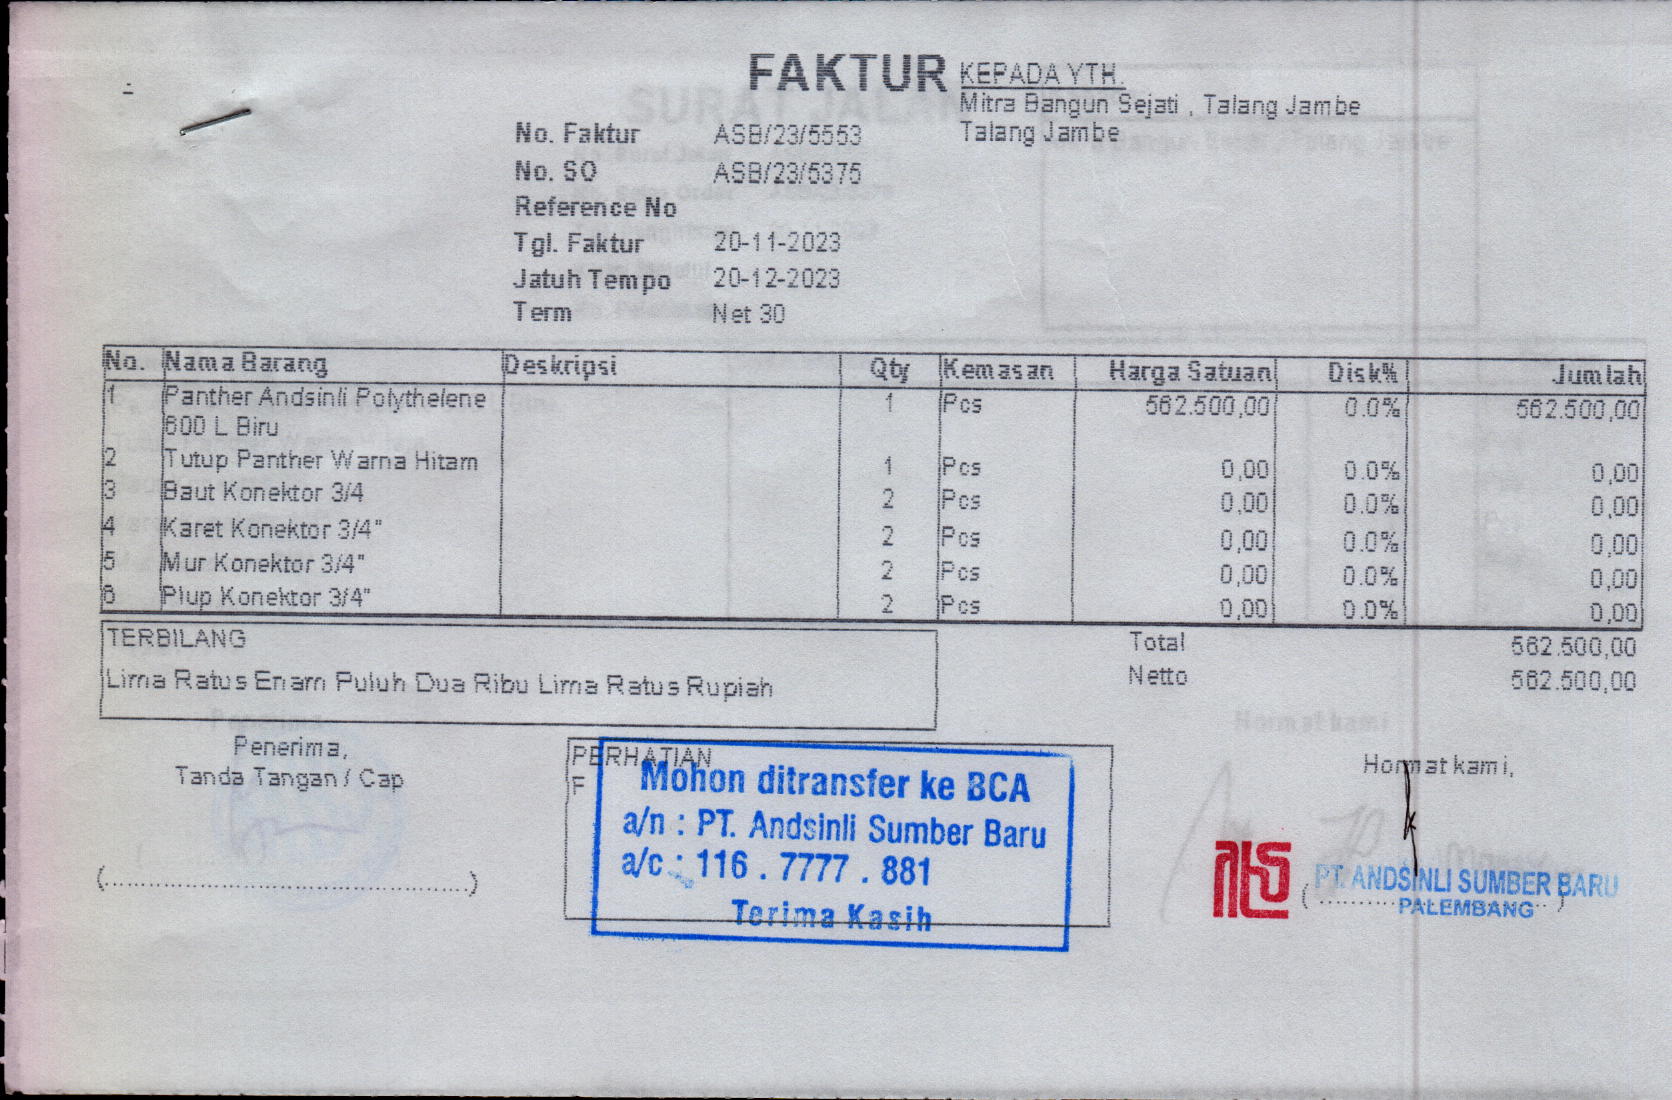 FAKTUR
KEPADA YTH.
Mitra Bangun Sejati , Talang Jambe
Talang Jambe
No. Faktur ASB/23/5553
No. SO ASB/23/5375
Reference No
Tgl. Faktur 20-11-2023
Jatuh Tempo 20-12-2023
Term Net 30
No. Nama Barang Deskripsi Qty Kemasan Harga Satuan Disk% Jumlah
1 Panther Andsinli Polythelene 1 Pcs 562.500,00 0.0% 562.500,00
600 L Biru
2 Tutup Panther Warna Hitam 1 Pcs 0,00 0.0% 0,00
3 Baut Konektor 3/4 2 Pcs 0,00 0.0% 0,00
4 Karet Konektor 3/4" 2 Pcs 0,00 0.0% 0,00
5 Mur Konektor 3/4" 2 Pcs 0,00 0.0% 0,00
6 Plup Konektor 3/4" 2 Pcs 0,00 0.0% 0,00
TERBILANG
Lima Ratus Enam Puluh Dua Ribu Lima Ratus Rupiah
Total 562.500,00
Netto 562.500,00
Penerima,
Tanda Tangan / Cap
(................................................)
PERHATIAN
F
Mohon ditransfer ke BCA
a/n : PT. Andsinli Sumber Baru
a/c : 116 . 7777 . 881
Terima Kasih
Hormat kami,
PT. ANDSINLI SUMBER BARU
PALEMBANG